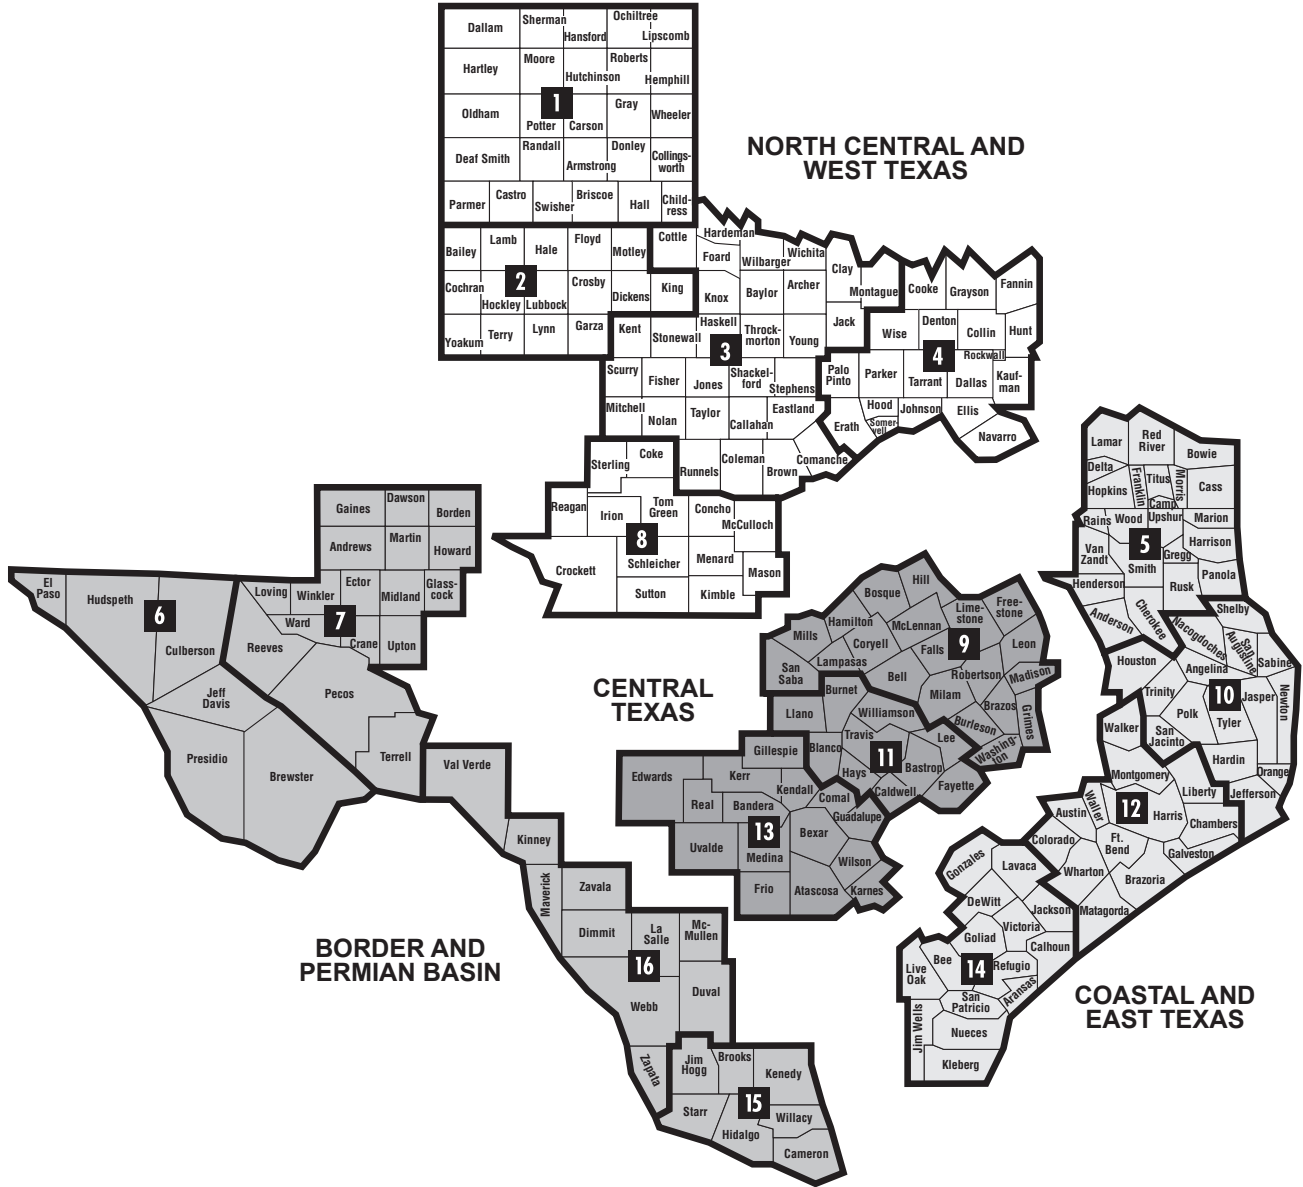 Dallam
Sherman
Hansford
Ochiltree
Lipscomb
Hartley
Moore
Hutchinson
Roberts
Hemphill
Oldham
1
Potter
Carson
Gray
Wheeler
Deaf Smith
Randall
Armstrong
Donley
Collings-
worth
Parmer
Castro
Swisher
Briscoe
Hall
Child-
ress
NORTH CENTRAL AND
WEST TEXAS
Bailey
Lamb
Hale
Floyd
Motley
Cochran
2
Hockley
Lubbock
Crosby
Dickens
Yoakum
Terry
Lynn
Garza
Cottle
Hardeman
Foard
Wilbarger
Wichita
Clay
Montague
King
Knox
Baylor
Archer
Jack
Kent
Stonewall
Haskell
Throck-
morton
Young
3
Scurry
Fisher
Jones
Shackel-
ford
Stephens
Mitchell
Nolan
Taylor
Callahan
Eastland
Runnels
Coleman
Brown
Comanche
Cooke
Grayson
Fannin
Wise
Denton
Collin
Hunt
4
Rockwall
Palo
Pinto
Parker
Tarrant
Dallas
Kauf-
man
Erath
Hood
Somer-
vell
Johnson
Ellis
Navarro
Lamar
Red
River
Bowie
Delta
Hopkins
Franklin
Titus
Morris
Camp
Cass
Rains
Wood
Upshur
Marion
5
Van
Zandt
Smith
Gregg
Harrison
Henderson
Rusk
Panola
Anderson
Cherokee
Sterling
Coke
Reagan
Irion
Tom
Green
Concho
McCulloch
8
Crockett
Schleicher
Menard
Mason
Sutton
Kimble
Gaines
Dawson
Borden
Andrews
Martin
Howard
Loving
Winkler
Ector
Midland
Glass-
cock
Ward
7
Crane
Upton
Reeves
Pecos
Terrell
El
Paso
Hudspeth
6
Culberson
Jeff
Davis
Presidio
Brewster
CENTRAL
TEXAS
Bosque
Hill
Hamilton
McLennan
Lime-
stone
Free-
stone
Mills
Coryell
Falls
9
Leon
San
Saba
Lampasas
Bell
Robertson
Madison
Milam
Brazos
Grimes
Burleson
Washing-
ton
Llano
Burnet
Williamson
Blanco
Travis
Lee
11
Hays
Bastrop
Caldwell
Fayette
Edwards
Gillespie
Kerr
Kendall
Comal
Guadalupe
Real
Bandera
13
Bexar
Uvalde
Medina
Wilson
Frio
Atascosa
Karnes
Shelby
Nacogdoches
San
Augustine
Sabine
Houston
Angelina
Trinity
10
Jasper
Newton
Polk
Tyler
San
Jacinto
Hardin
Orange
Jefferson
Walker
Montgomery
Liberty
12
Waller
Austin
Harris
Chambers
Colorado
Ft.
Bend
Galveston
Wharton
Brazoria
Matagorda
Gonzales
Lavaca
DeWitt
Jackson
Victoria
Goliad
Calhoun
Bee
14
Refugio
Live
Oak
San
Patricio
Aransas
Jim Wells
Nueces
Kleberg
COASTAL AND
EAST TEXAS
BORDER AND
PERMIAN BASIN
Val Verde
Kinney
Maverick
Zavala
Dimmit
La
Salle
Mc-
Mullen
16
Webb
Duval
Zapata
Jim
Hogg
Brooks
Kenedy
15
Starr
Willacy
Hidalgo
Cameron